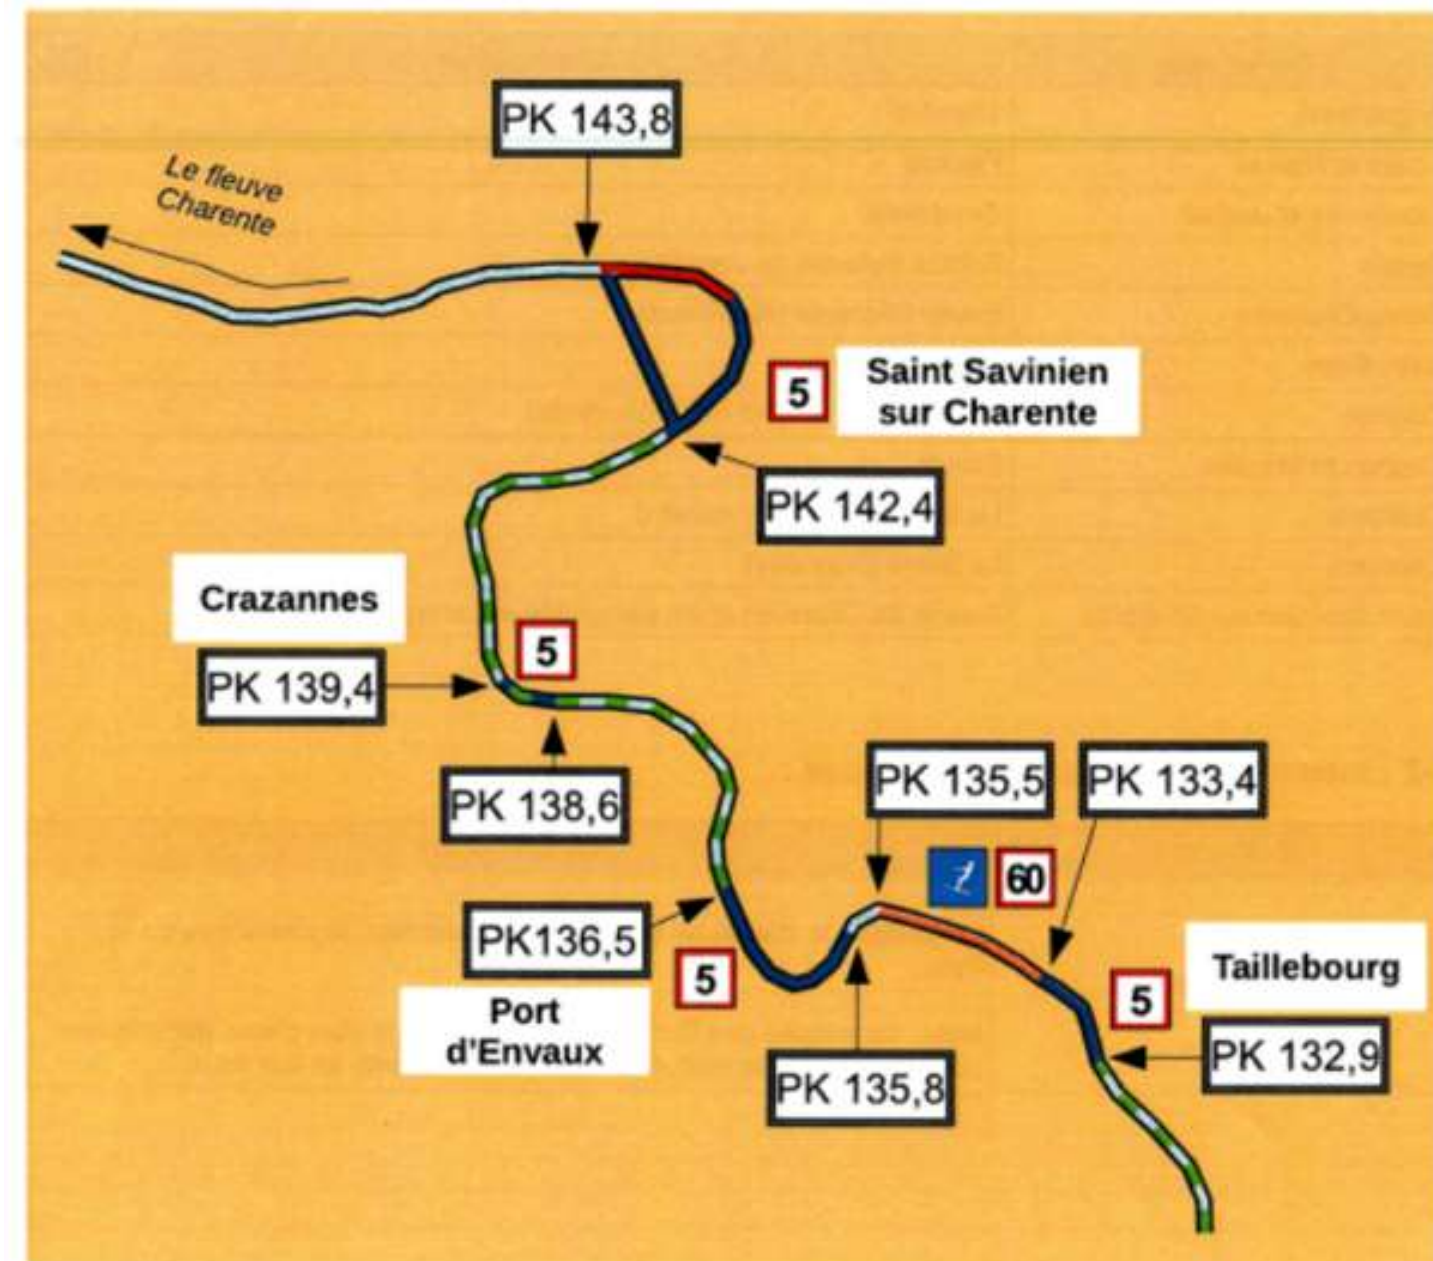 PK 143,8
Le fleuve
Charente
5
Saint Savinien
sur Charente
PK 142,4
Crazannes
5
PK 139,4
PK 138,6
PK 135,5
PK 133,4
60
PK136,5
5
Port
d'Envaux
PK 135,8
Taillebourg
5
PK 132,9